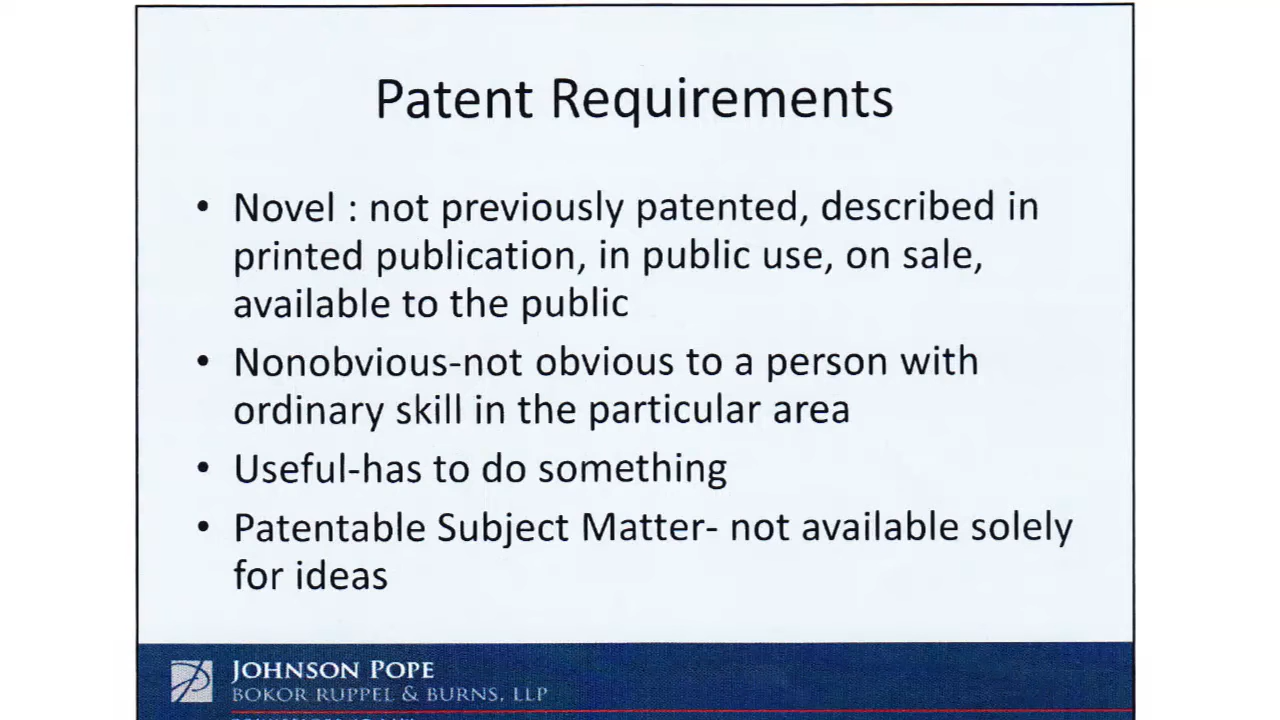 Patent Requirements
• Novel : not previously patented, described in
printed publication, in public use, on sale,
available to the public
• Nonobvious-not obvious to a person with
ordinary skill in the particular area
• Useful-has to do something
• Patentable Subject Matter- not available solely
for ideas
JOHNSON POPE
BOKOR RUPPEL & BURNS, LLP